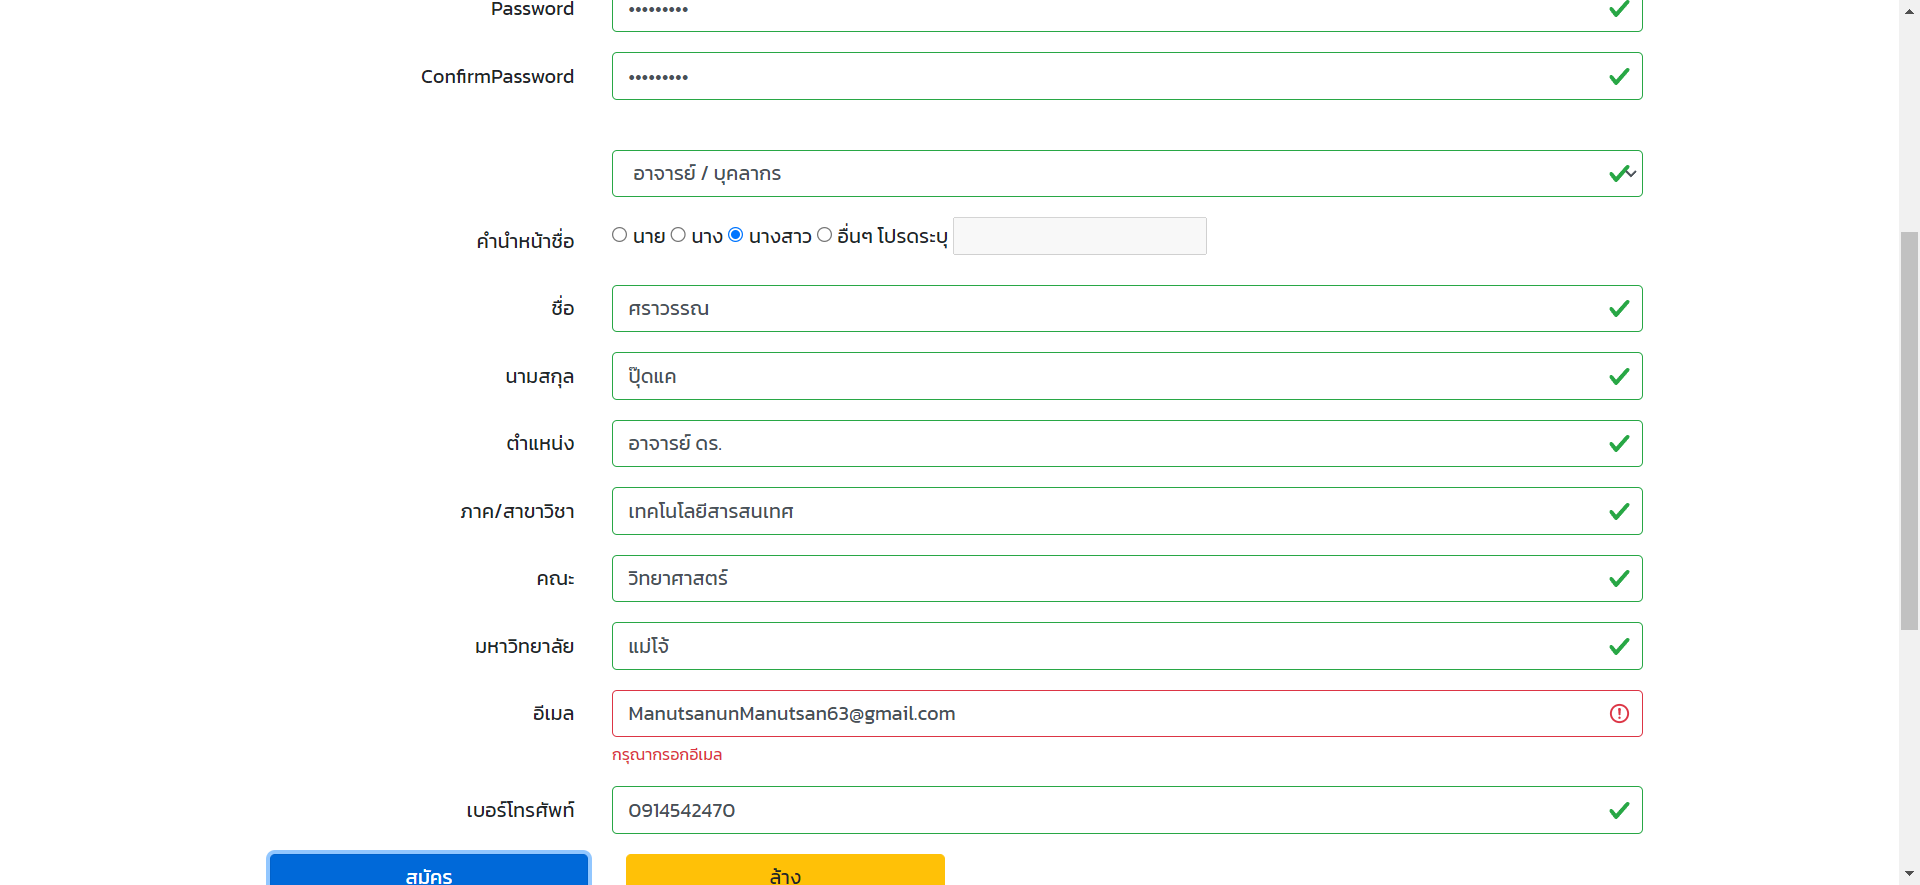 Password •••••••••
ConfirmPassword •••••••••
อาจารย์ / บุคลากร
คำนำหน้าชื่อ นาย นาง นางสาว อื่นๆ โปรดระบุ
ชื่อ ศราวรรณ
นามสกุล ปุ๊ดแค
ตำแหน่ง อาจารย์ ดร.
ภาค/สาขาวิชา เทคโนโลยีสารสนเทศ
คณะ วิทยาศาสตร์
มหาวิทยาลัย แม่โจ้
อีเมล ManutsanunManutsan63@gmail.com
กรุณากรอกอีเมล
เบอร์โทรศัพท์ 0914542470
สมัคร ล้าง